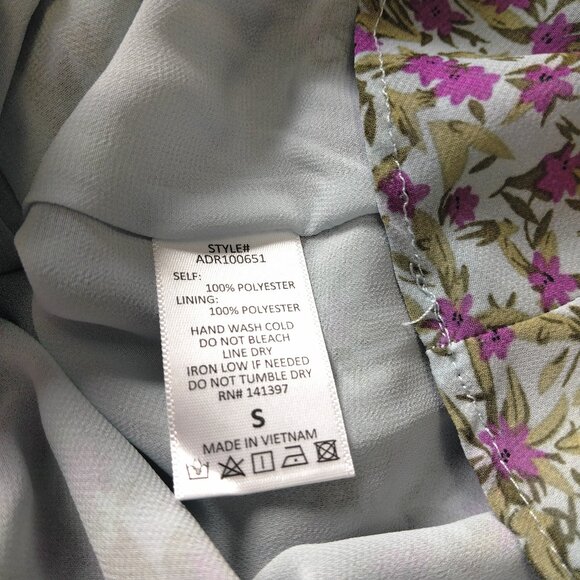 STYLE#
ADR100651
SELF:
100% POLYESTER
LINING:
100% POLYESTER
HAND WASH COLD
DO NOT BLEACH
LINE DRY
IRON LOW IF NEEDED
DO NOT TUMBLE DRY
RN# 141397
S
MADE IN VIETNAM